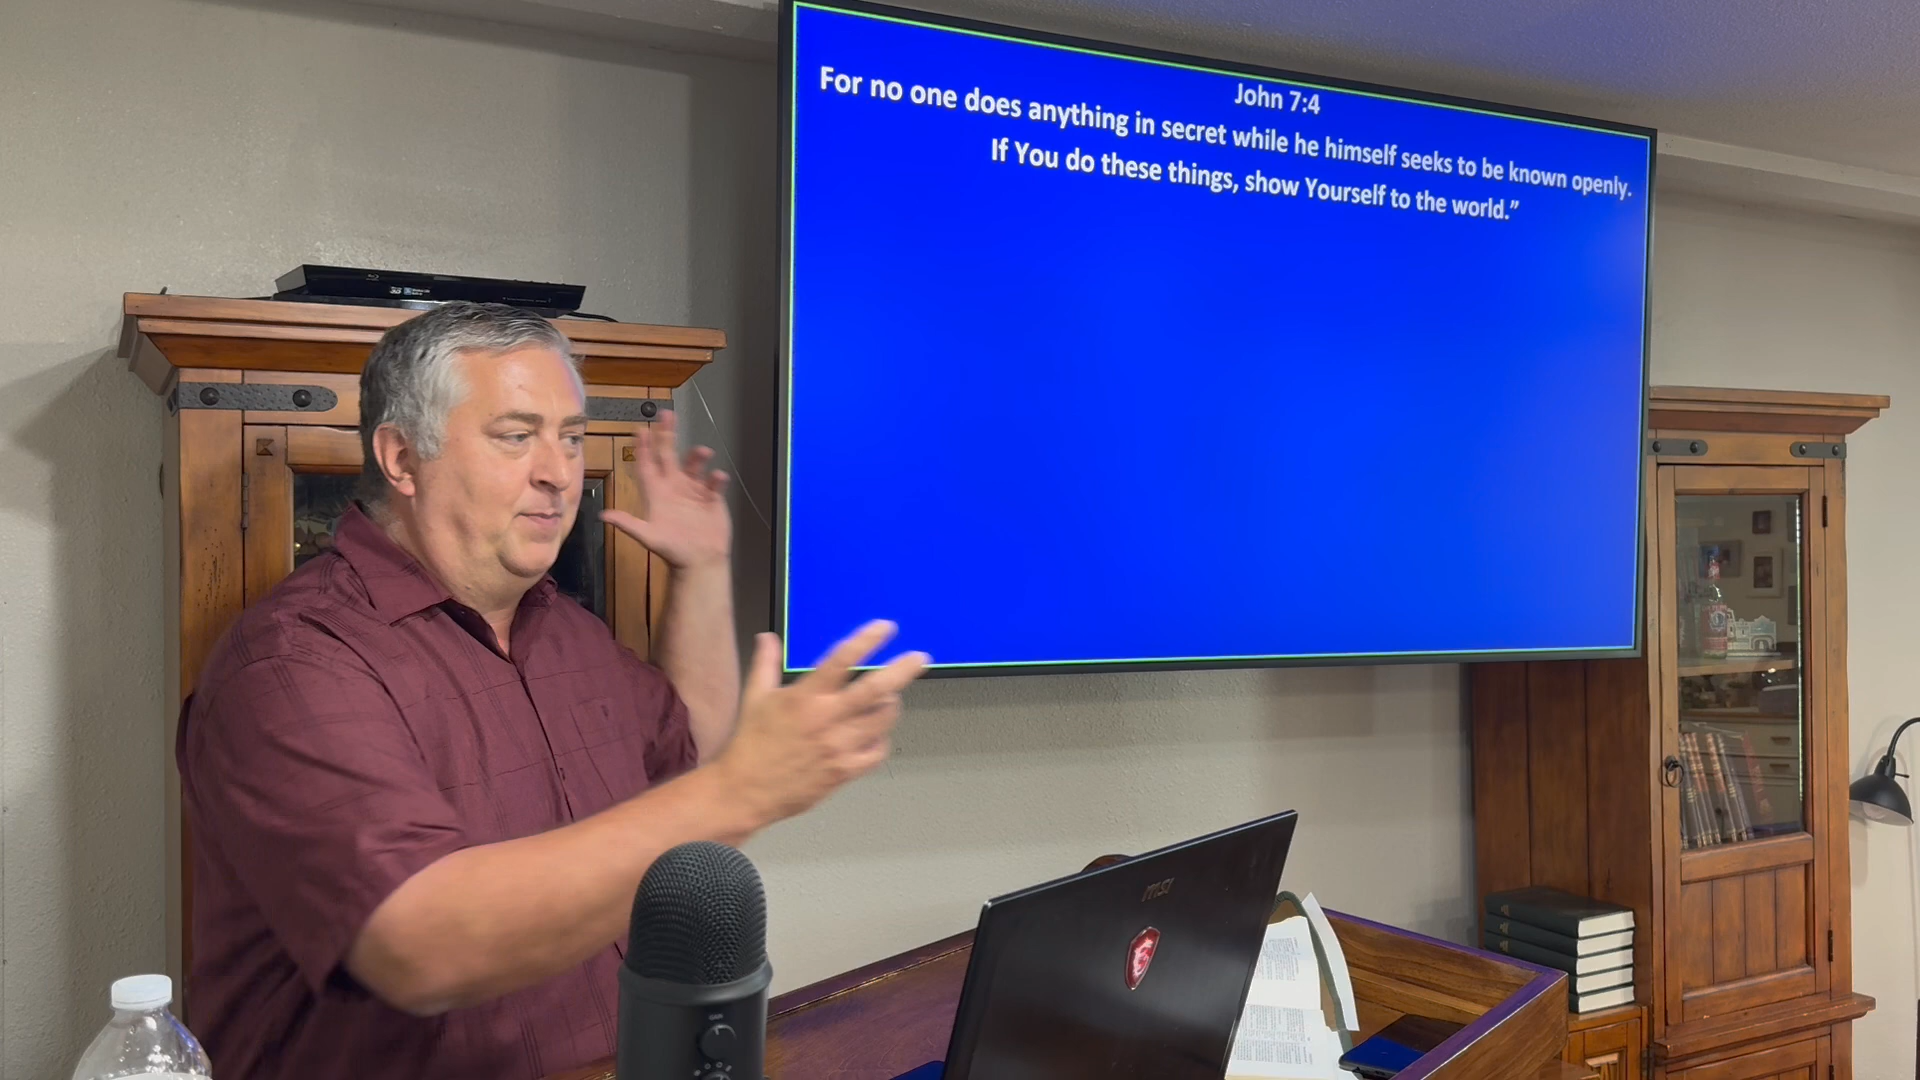 John 7:4
For no one does anything in secret while he himself seeks to be known openly.
If You do these things, show Yourself to the world.”
msi
GAIN